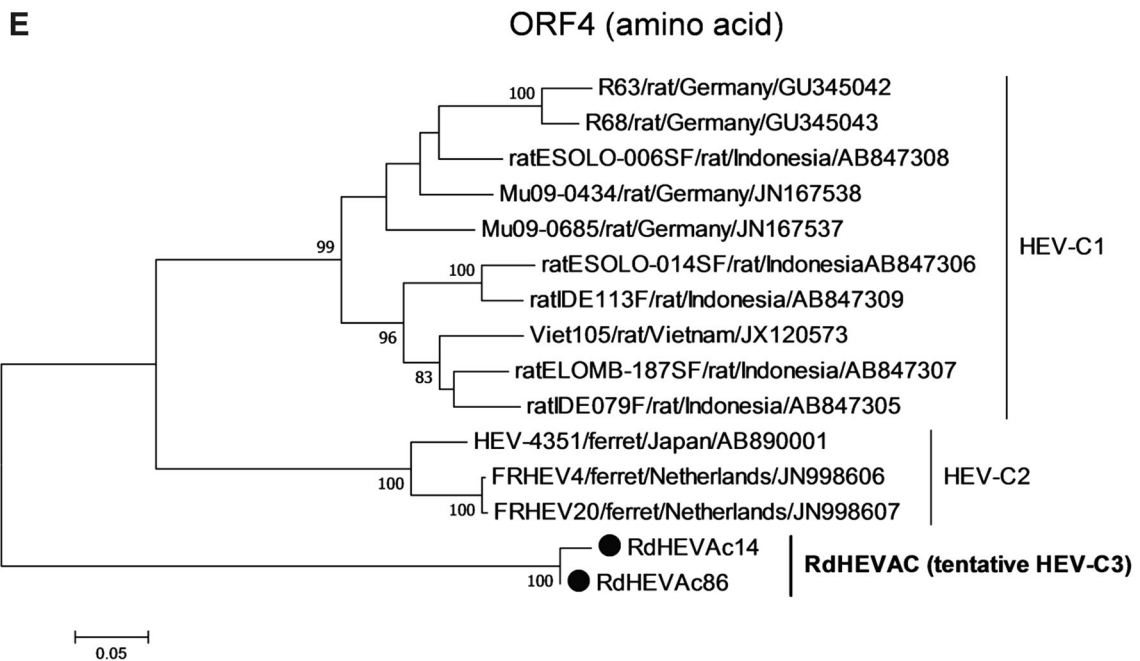 E
ORF4 (amino acid)
100
R63/rat/Germany/GU345042
R68/rat/Germany/GU345043
ratESOLO-006SF/rat/Indonesia/AB847308
Mu09-0434/rat/Germany/JN167538
Mu09-0685/rat/Germany/JN167537
99
HEV-C1
100
ratESOLO-014SF/rat/IndonesiaAB847306
ratIDE113F/rat/Indonesia/AB847309
96
Viet105/rat/Vietnam/JX120573
83
ratELOMB-187SF/rat/Indonesia/AB847307
ratIDE079F/rat/Indonesia/AB847305
HEV-4351/ferret/Japan/AB890001
100
FRHEV4/ferret/Netherlands/JN998606
HEV-C2
100
FRHEV20/ferret/Netherlands/JN998607
RdHEVAc14
RdHEVAC (tentative HEV-C3)
100
RdHEVAc86
0.05